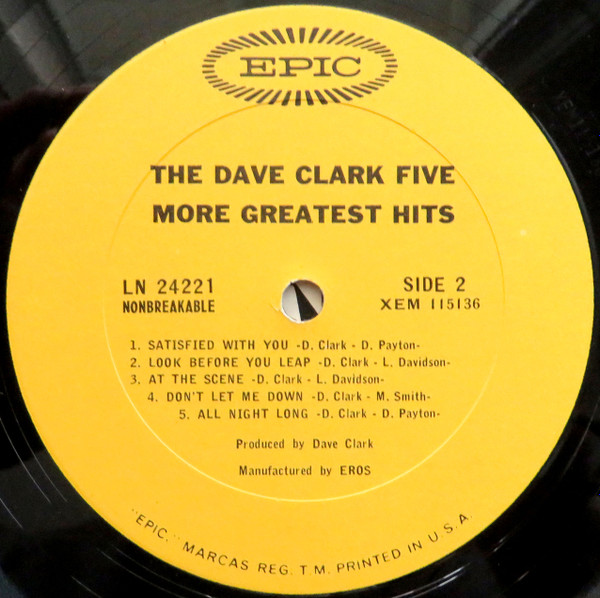 EPIC
THE DAVE CLARK FIVE
MORE GREATEST HITS
LN 24221
NONBREAKABLE
SIDE 2
XEM 115136
1. SATISFIED WITH YOU -D. Clark - D. Payton-
2. LOOK BEFORE YOU LEAP -D. Clark - L. Davidson-
3. AT THE SCENE -D. Clark - L. Davidson-
4. DON'T LET ME DOWN -D. Clark - M. Smith-
5. ALL NIGHT LONG -D. Clark - D. Payton-
Produced by Dave Clark
Manufactured by EROS
"EPIC," MARCAS REG. T.M. PRINTED IN U.S.A.